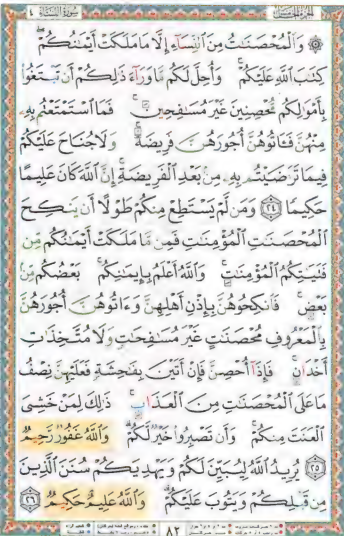 سورة النساء ٤
۞ وَالْمُحْصَنَاتُ مِنَ النِّسَاءِ إِلَّا مَا مَلَكَتْ أَيْمَانُكُمْ
كِتَابَ اللَّهِ عَلَيْكُمْ وَأُحِلَّ لَكُم مَّا وَرَاءَ ذَٰلِكُمْ أَن تَبْتَغُوا
بِأَمْوَالِكُم مُّحْصِنِينَ غَيْرَ مُسَافِحِينَ فَمَا اسْتَمْتَعْتُم بِهِ
مِنْهُنَّ فَآتُوهُنَّ أُجُورَهُنَّ فَرِيضَةً وَلَا جُنَاحَ عَلَيْكُمْ
فِيمَا تَرَاضَيْتُم بِهِ مِن بَعْدِ الْفَرِيضَةِ إِنَّ اللَّهَ كَانَ عَلِيمًا
حَكِيمًا ٢٤ وَمَن لَّمْ يَسْتَطِعْ مِنكُمْ طَوْلًا أَن يَنكِحَ
الْمُحْصَنَاتِ الْمُؤْمِنَاتِ فَمِن مَّا مَلَكَتْ أَيْمَانُكُم مِّن
فَتَيَاتِكُمُ الْمُؤْمِنَاتِ وَاللَّهُ أَعْلَمُ بِإِيمَانِكُم بَعْضُكُم مِّن
بَعْضٍ فَانكِحُوهُنَّ بِإِذْنِ أَهْلِهِنَّ وَآتُوهُنَّ أُجُورَهُنَّ
بِالْمَعْرُوفِ مُحْصَنَاتٍ غَيْرَ مُسَافِحَاتٍ وَلَا مُتَّخِذَاتِ
أَخْدَانٍ فَإِذَا أُحْصِنَّ فَإِنْ أَتَيْنَ بِفَاحِشَةٍ فَعَلَيْهِنَّ نِصْفُ
مَا عَلَى الْمُحْصَنَاتِ مِنَ الْعَذَابِ ذَٰلِكَ لِمَنْ خَشِيَ
الْعَنَتَ مِنكُمْ وَأَن تَصْبِرُوا خَيْرٌ لَّكُمْ وَاللَّهُ غَفُورٌ رَّحِيمٌ
٢٥ يُرِيدُ اللَّهُ لِيُبَيِّنَ لَكُمْ وَيَهْدِيَكُمْ سُنَنَ الَّذِينَ
مِن قَبْلِكُمْ وَيَتُوبَ عَلَيْكُمْ وَاللَّهُ عَلِيمٌ حَكِيمٌ ٢٦
٨٢